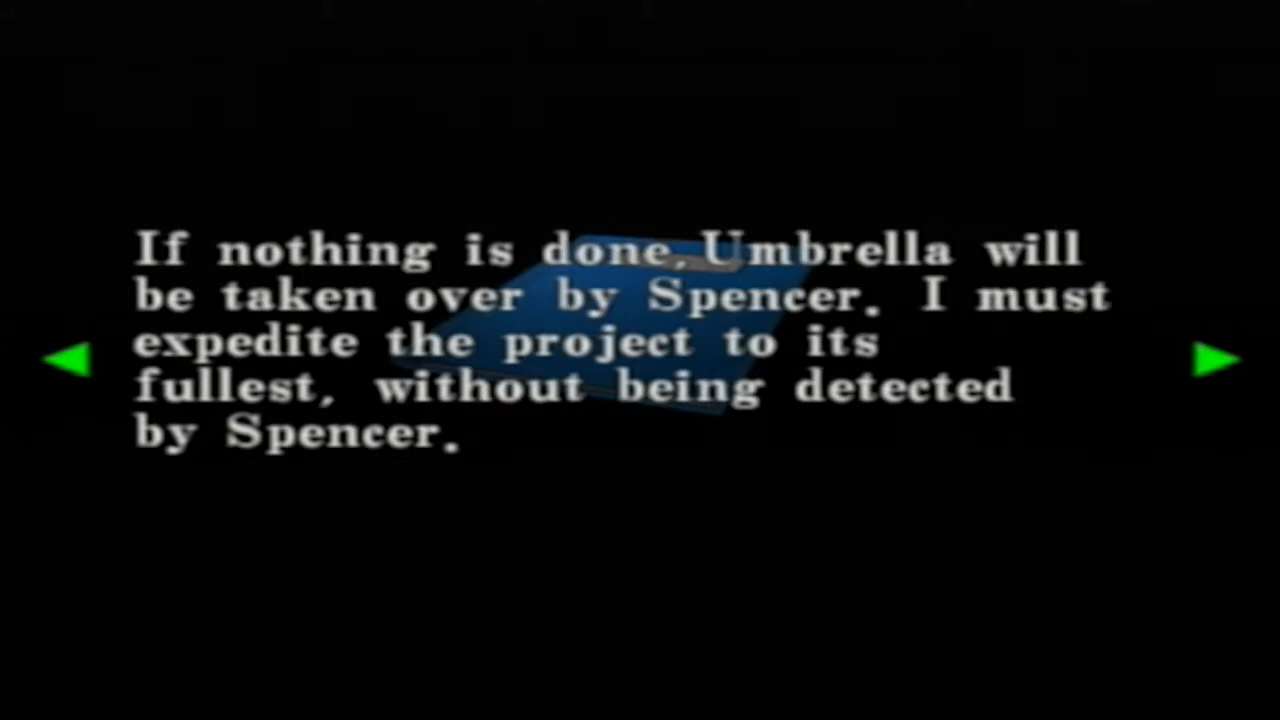 If nothing is done, Umbrella will
be taken over by Spencer. I must
expedite the project to its
fullest, without being detected
by Spencer.